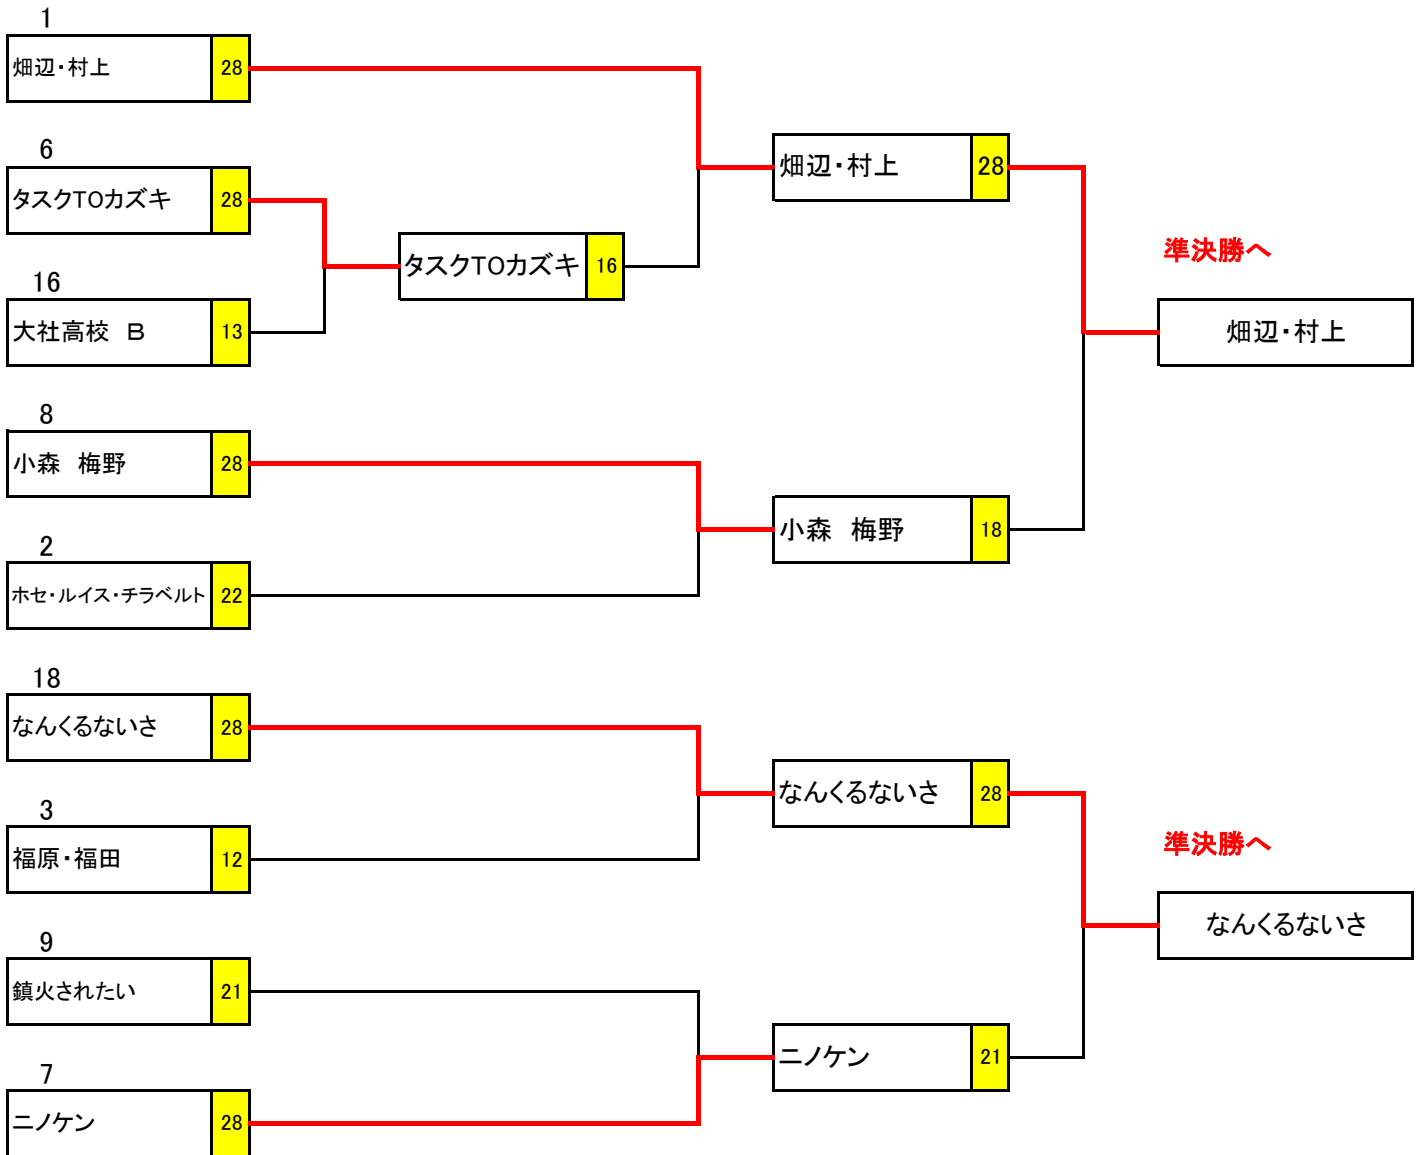 1
畑辺・村上 28
6
タスクTOカズキ 28
16
大社高校　B 13
8
小森　梅野 28
2
ホセ・ルイス・チラベルト 22
18
なんくるないさ 28
3
福原・福田 12
9
鎮火されたい 21
7
ニノケン 28
タスクTOカズキ 16
畑辺・村上 28
小森　梅野 18
なんくるないさ 28
ニノケン 21
準決勝へ
畑辺・村上
準決勝へ
なんくるないさ